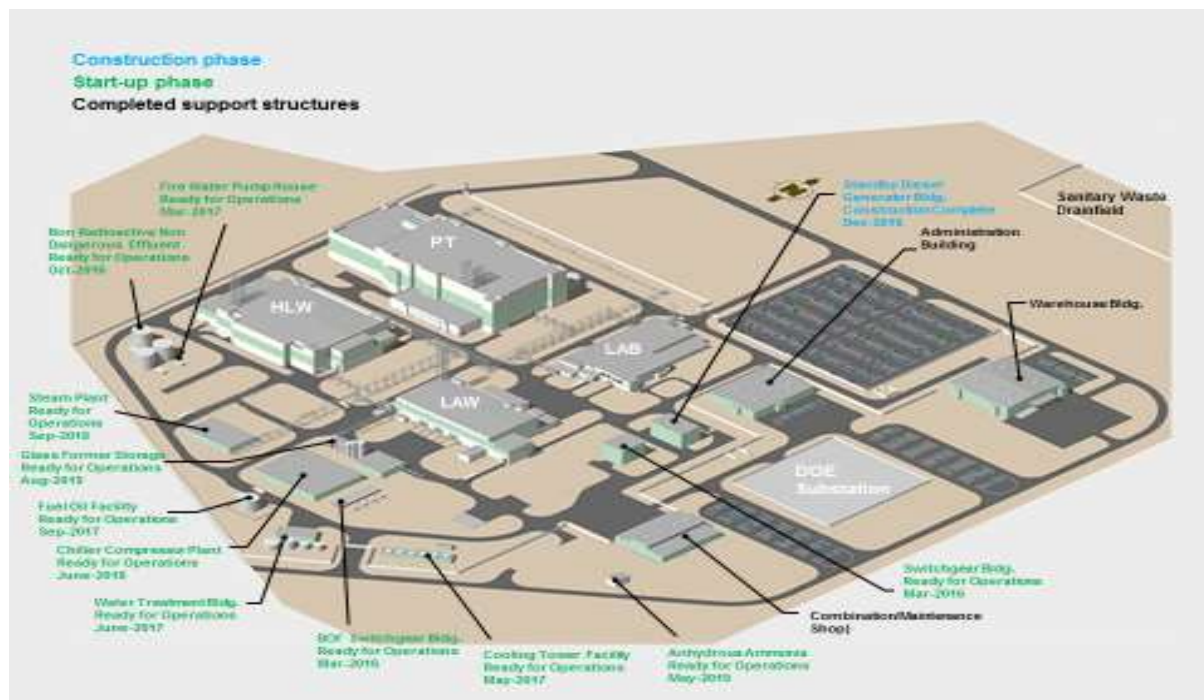 Construction phase
Start-up phase
Completed support structures
Fire Water Pump House
Ready for Operations
Mar-2017
Non Radioactive Non
Dangerous Effluent
Ready for Operations
Oct-2016
Standby Diesel
Generator Bldg.
Construction Complete
Sanitary Waste
Drainfield
Administration
Building
Warehouse Bldg.
PT
HLW
LAB
LAW
Steam Plant
Ready for
Operations
Glass Former Storage
Ready for Operations
Fuel Oil Facility
Ready for Operations
Sep-2017
Chiller Compressor Plant
Ready for Operations
Water Treatment Bldg.
Ready for Operations
June-2017
BOF Switchgear Bldg.
Ready for Operations
Mar-2016
Cooling Tower Facility
Ready for Operations
May-2017
Anhydrous Ammonia
Ready for Operations
DOE
Substation
Switchgear Bldg.
Ready for Operations
Mar-2016
Combination/Maintenance
Shop)